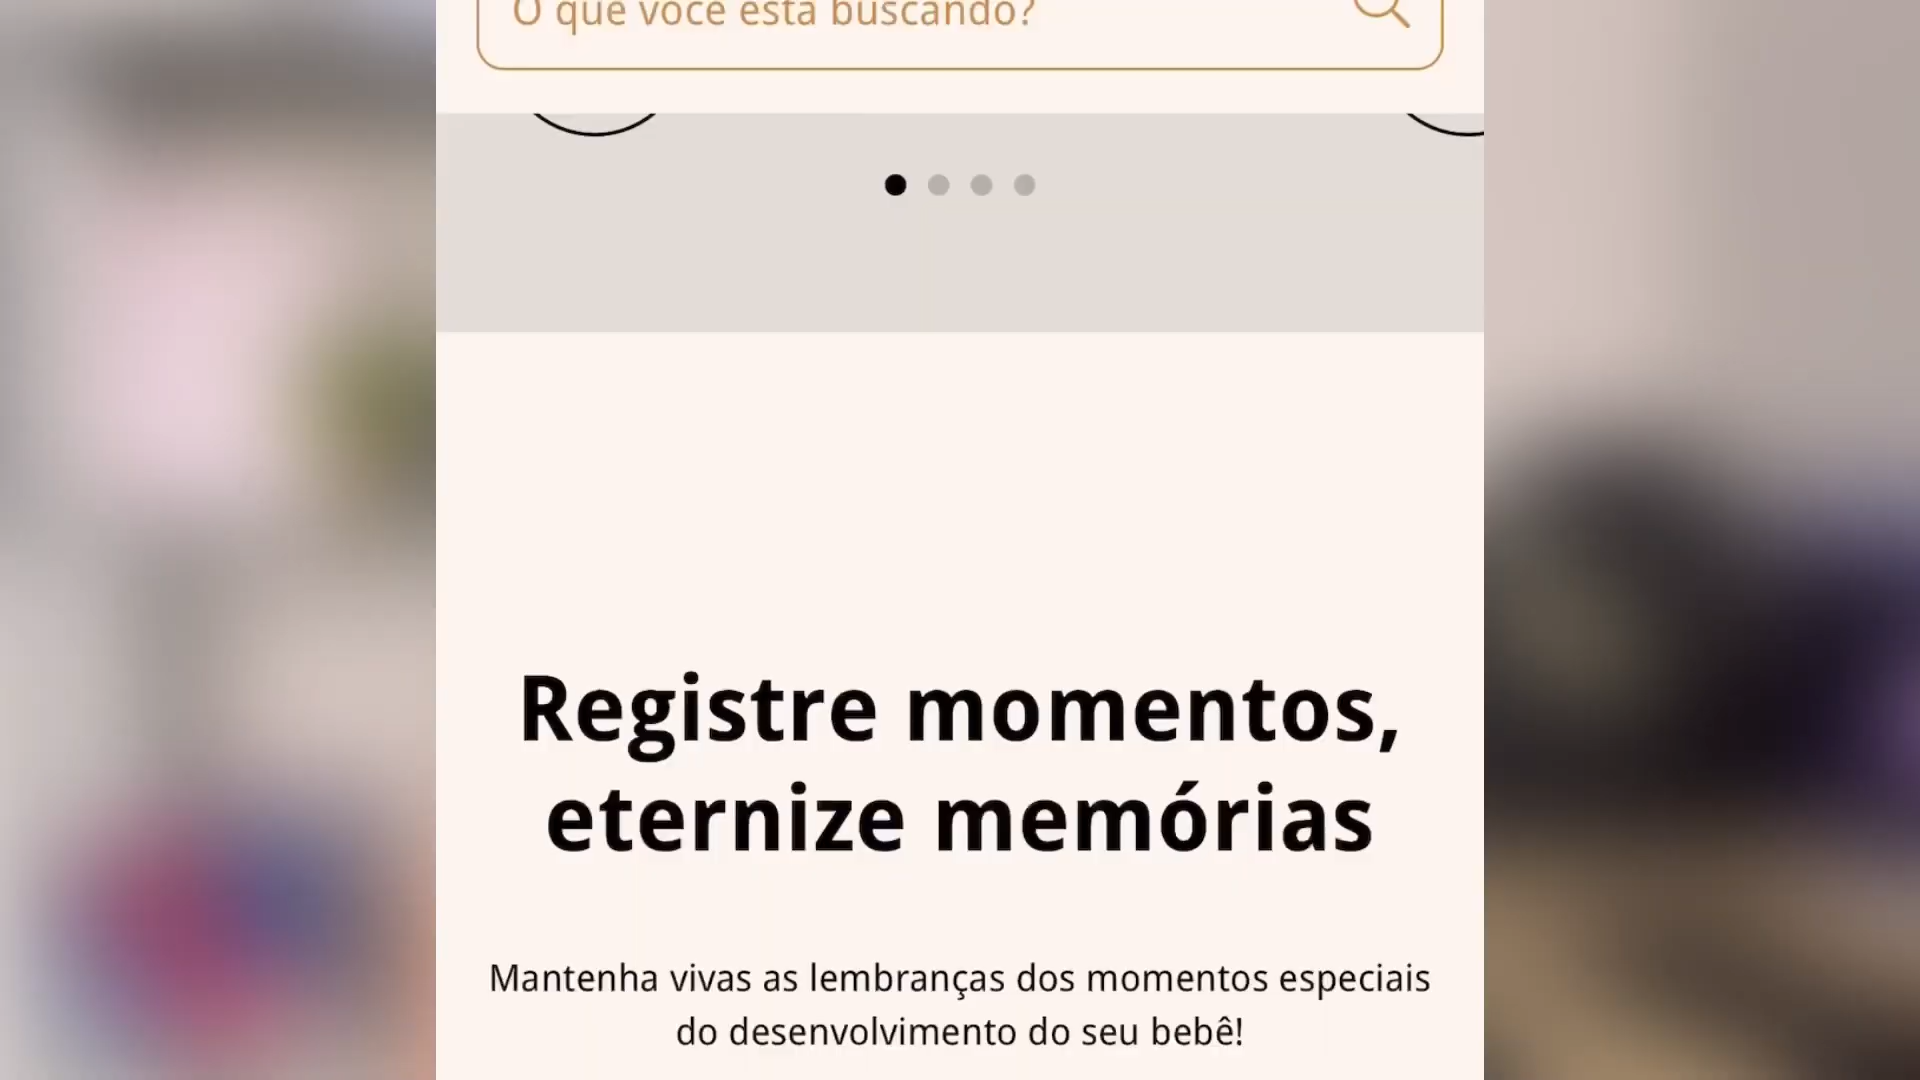 O que você está buscando?
Registre momentos,
eternize memórias
Mantenha vivas as lembranças dos momentos especiais
do desenvolvimento do seu bebê!